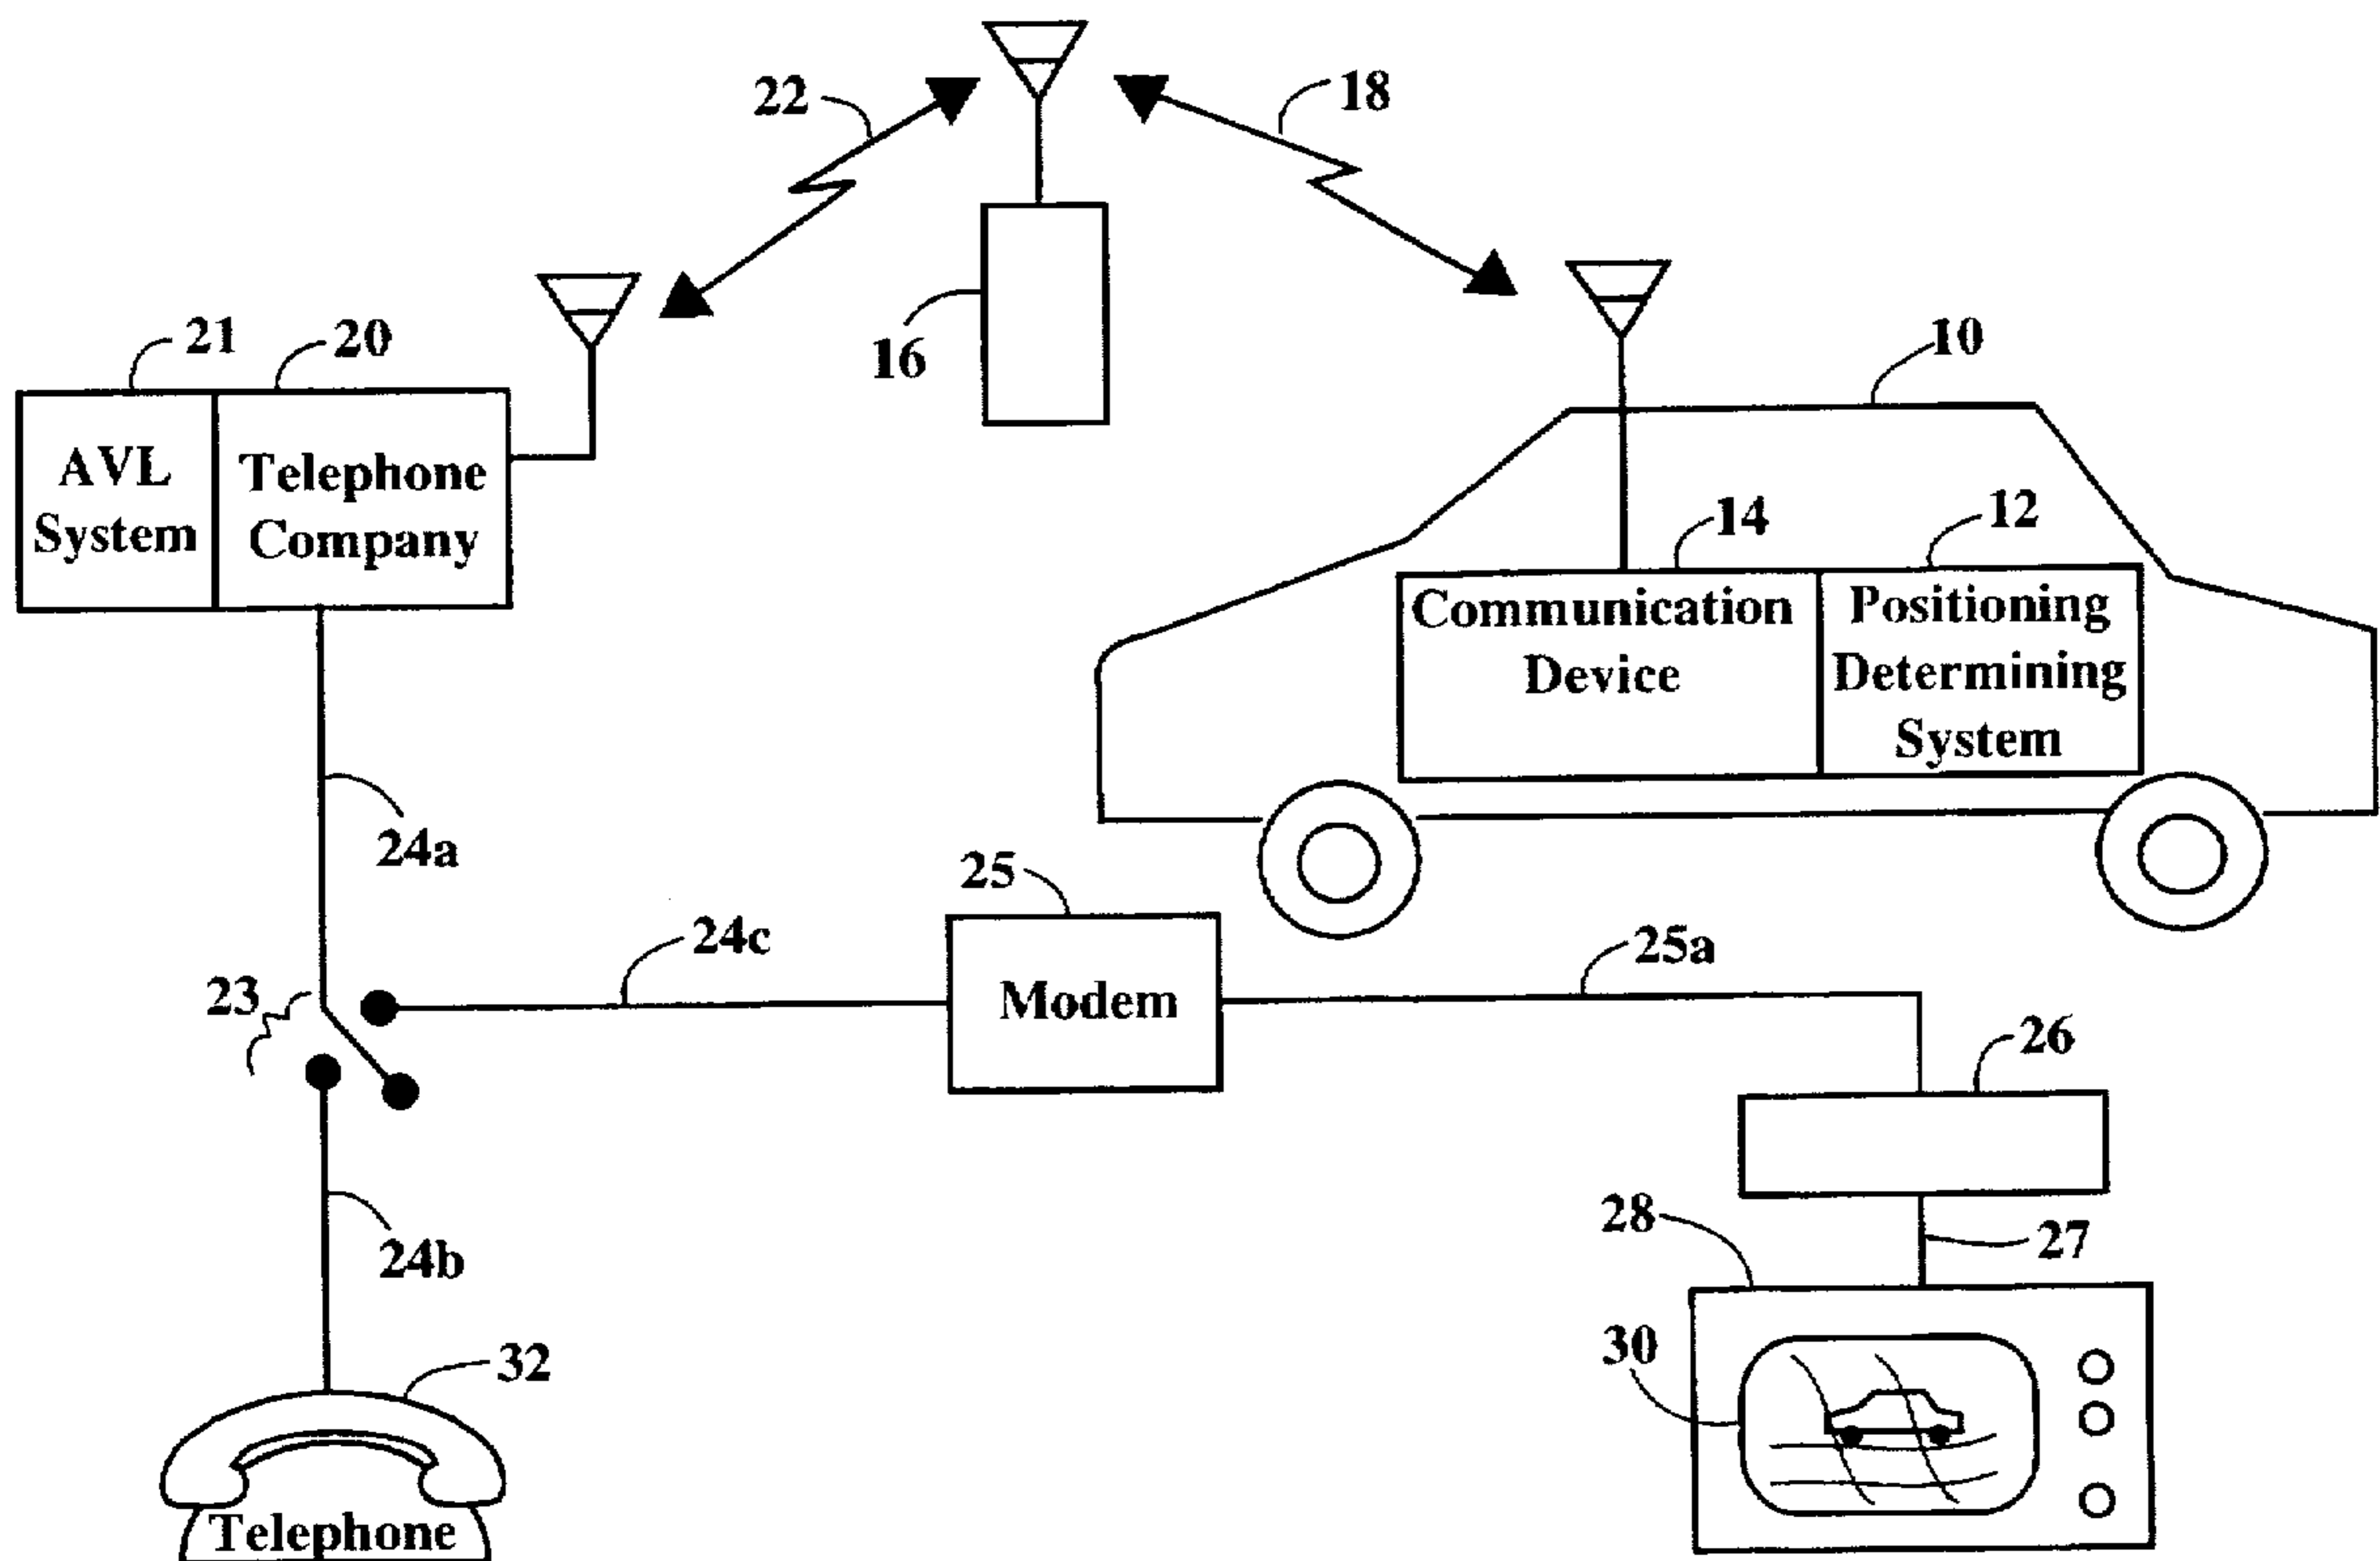 22
18
16
21
20
10
AVL
System
Telephone
Company
14
12
Communication
Device
Positioning
Determining
System
24a
25
24c
25a
23
Modem
26
28
27
24b
30
32
Telephone